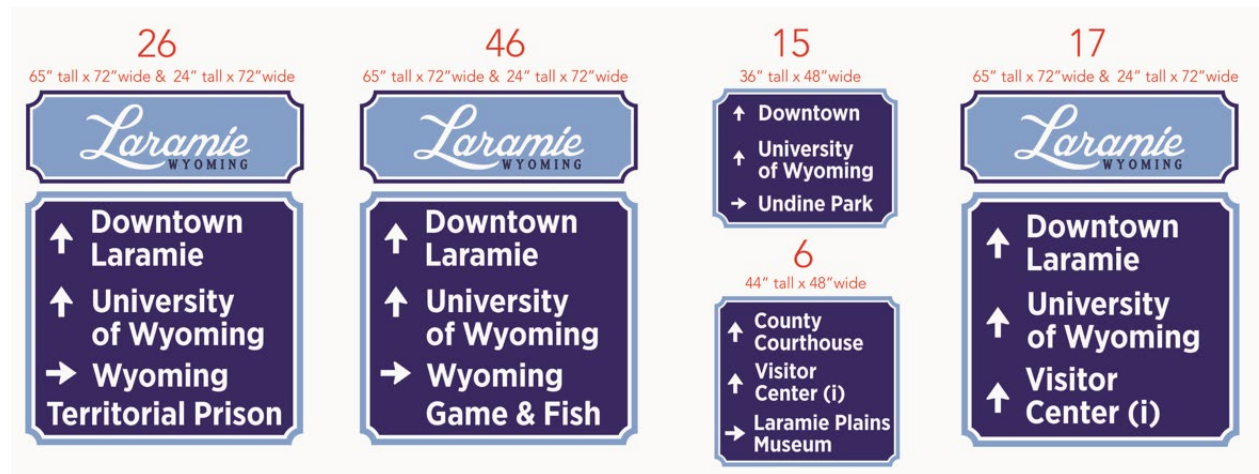 26
65" tall x 72"wide & 24" tall x 72"wide
Laramie
WYOMING
↑ Downtown
Laramie
↑ University
of Wyoming
→ Wyoming
Territorial Prison
46
65" tall x 72"wide & 24" tall x 72"wide
Laramie
WYOMING
↑ Downtown
Laramie
↑ University
of Wyoming
→ Wyoming
Game & Fish
15
36" tall x 48"wide
↑ Downtown
↑ University
of Wyoming
→ Undine Park
6
44" tall x 48"wide
↑ County
Courthouse
↑ Visitor
Center (i)
→ Laramie Plains
Museum
17
65" tall x 72"wide & 24" tall x 72"wide
Laramie
WYOMING
↑ Downtown
Laramie
↑ University
of Wyoming
↑ Visitor
Center (i)